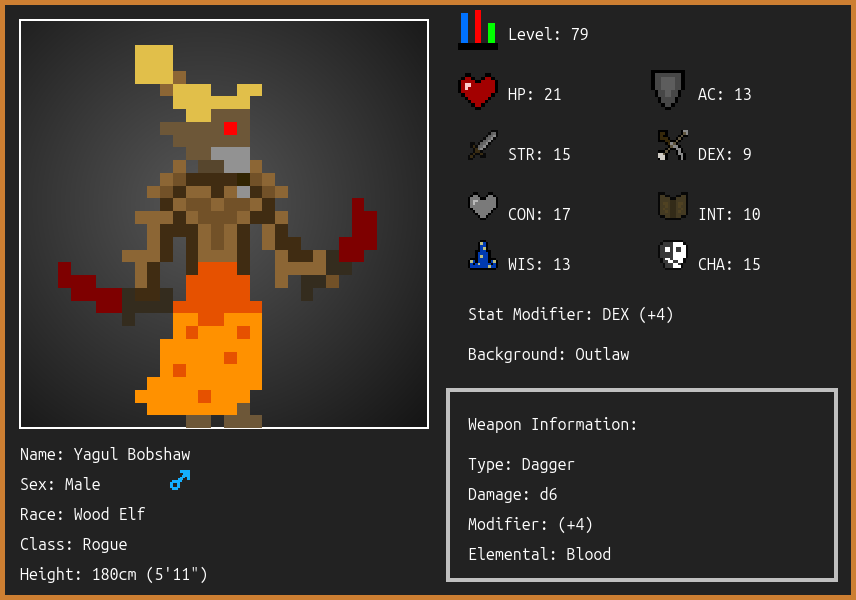 Level: 79
HP: 21
AC: 13
STR: 15
DEX: 9
CON: 17
INT: 10
WIS: 13
CHA: 15
Stat Modifier: DEX (+4)
Background: Outlaw
Weapon Information:
Type: Dagger
Damage: d6
Modifier: (+4)
Elemental: Blood
Name: Yagul Bobshaw
Sex: Male
Race: Wood Elf
Class: Rogue
Height: 180cm (5'11")